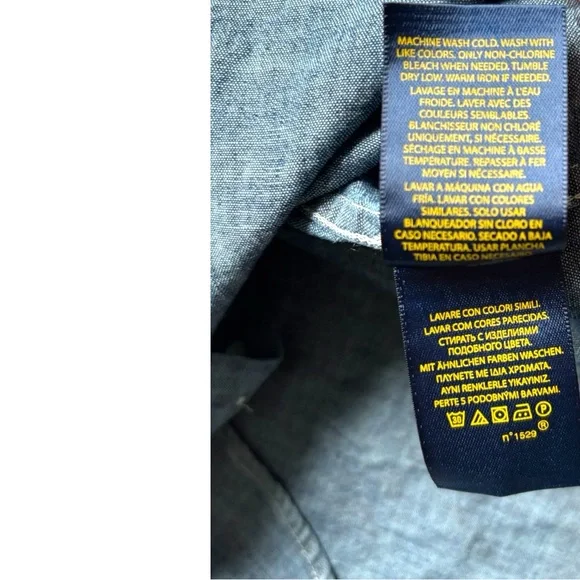 MACHINE WASH COLD. WASH WITH
LIKE COLORS. ONLY NON-CHLORINE
BLEACH WHEN NEEDED. TUMBLE
DRY LOW. WARM IRON IF NEEDED.
LAVAGE EN MACHINE À L'EAU
FROIDE. LAVER AVEC DES
COULEURS SEMBLABLES.
BLANCHISSEUR NON CHLORÉ
UNIQUEMENT, SI NÉCESSAIRE.
SÉCHAGE EN MACHINE À BASSE
TEMPÉRATURE. REPASSER À FER
MOYEN SI NÉCESSAIRE.
LAVAR A MÁQUINA CON AGUA
FRÍA. LAVAR CON COLORES
SIMILARES. SOLO USAR
BLANQUEADOR SIN CLORO EN
CASO NECESARIO. SECADO A BAJA
TEMPERATURA. USAR PLANCHA
TIBIA EN CASO NECESARIO.
LAVARE CON COLORI SIMILI.
LAVAR COM CORES PARECIDAS.
СТИРАТЬ С ИЗДЕЛИЯМИ
ПОДОБНОГО ЦВЕТА.
MIT ÄHNLICHEN FARBEN WASCHEN.
ΠΛΥΝΕΤΕ ΜΕ ΙΔΙΑ ΧΡΩΜΑΤΑ.
AYNI RENKLERLE YIKAYINIZ.
PERTE S PODOBNÝMI BARVAMI.
30 P
n°1529 ®